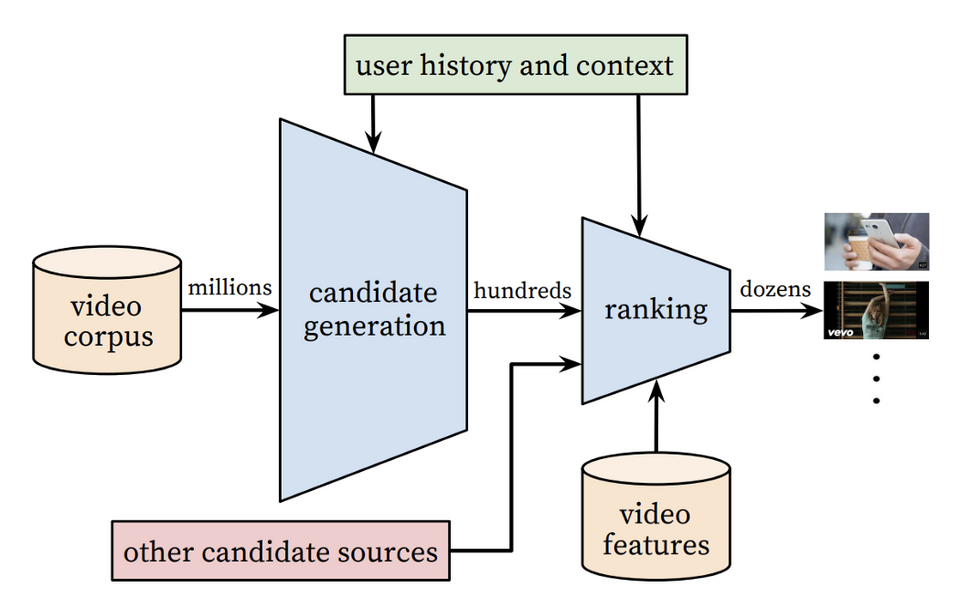 user history and context
video
corpus
millions
candidate
generation
hundreds
ranking
dozens
vevo
other candidate sources
video
features